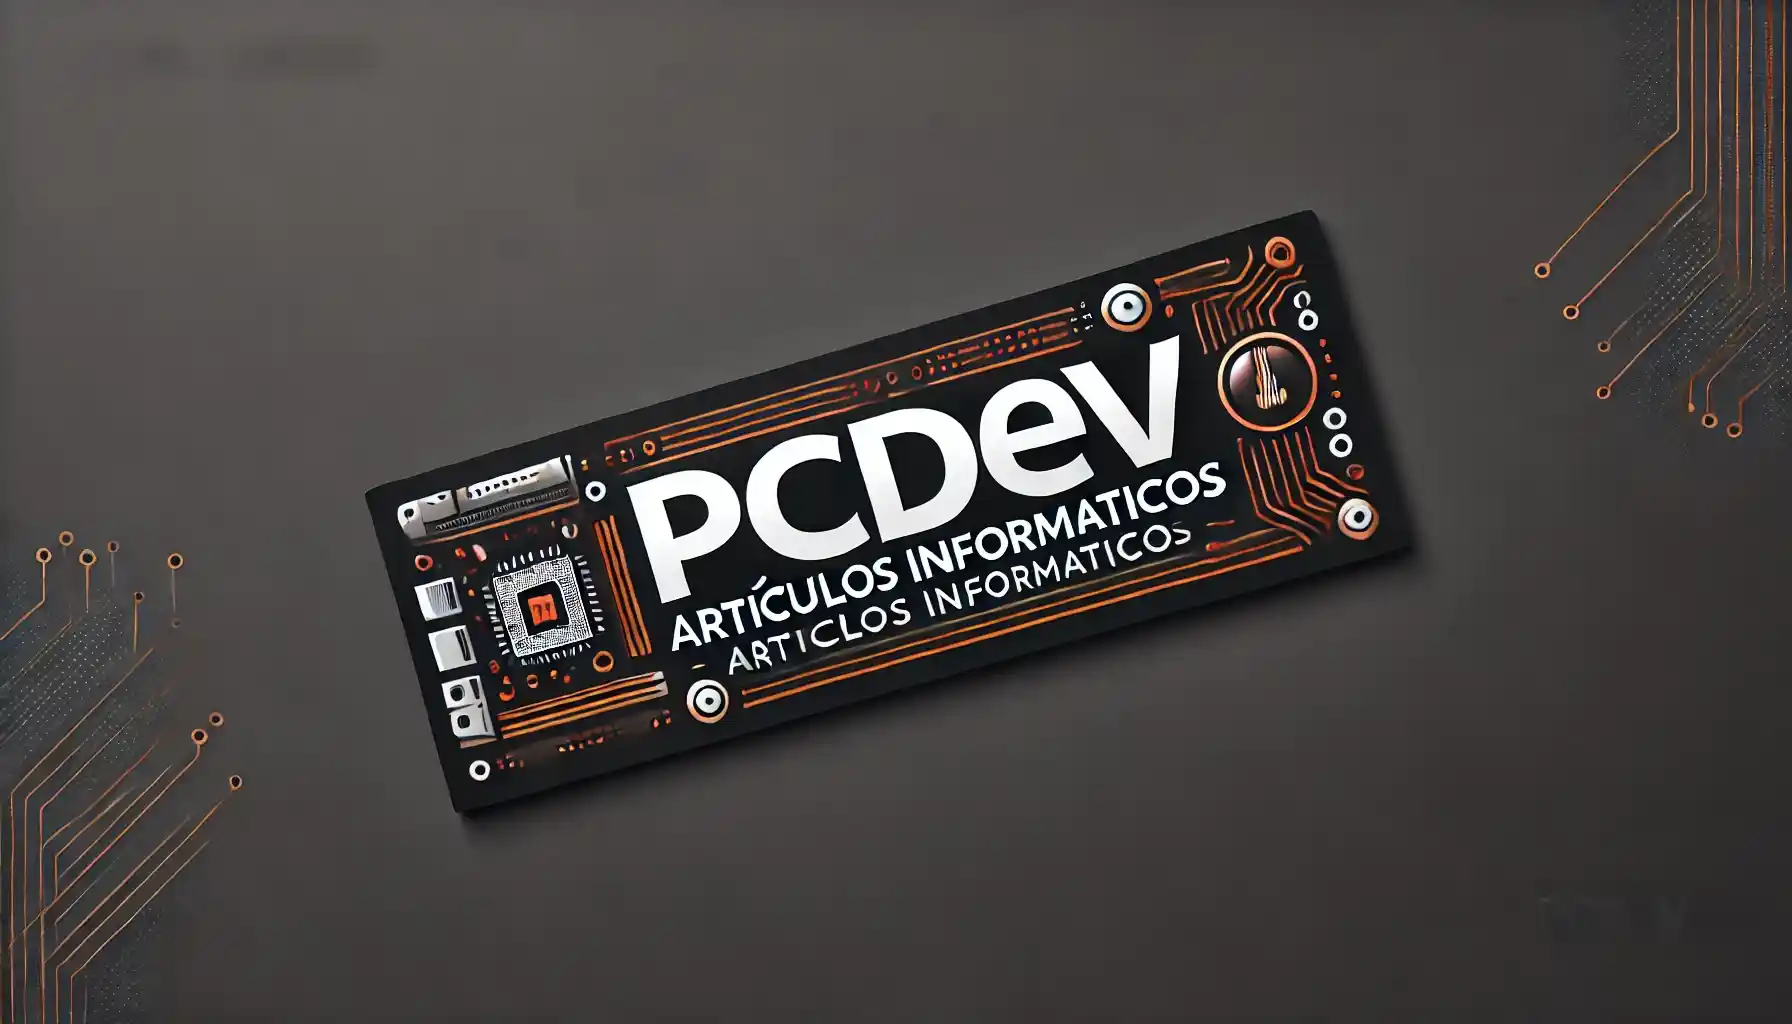 PCDev
ARTÍCULOS INFORMATICOS
ARTICLOS INFORMATICOS